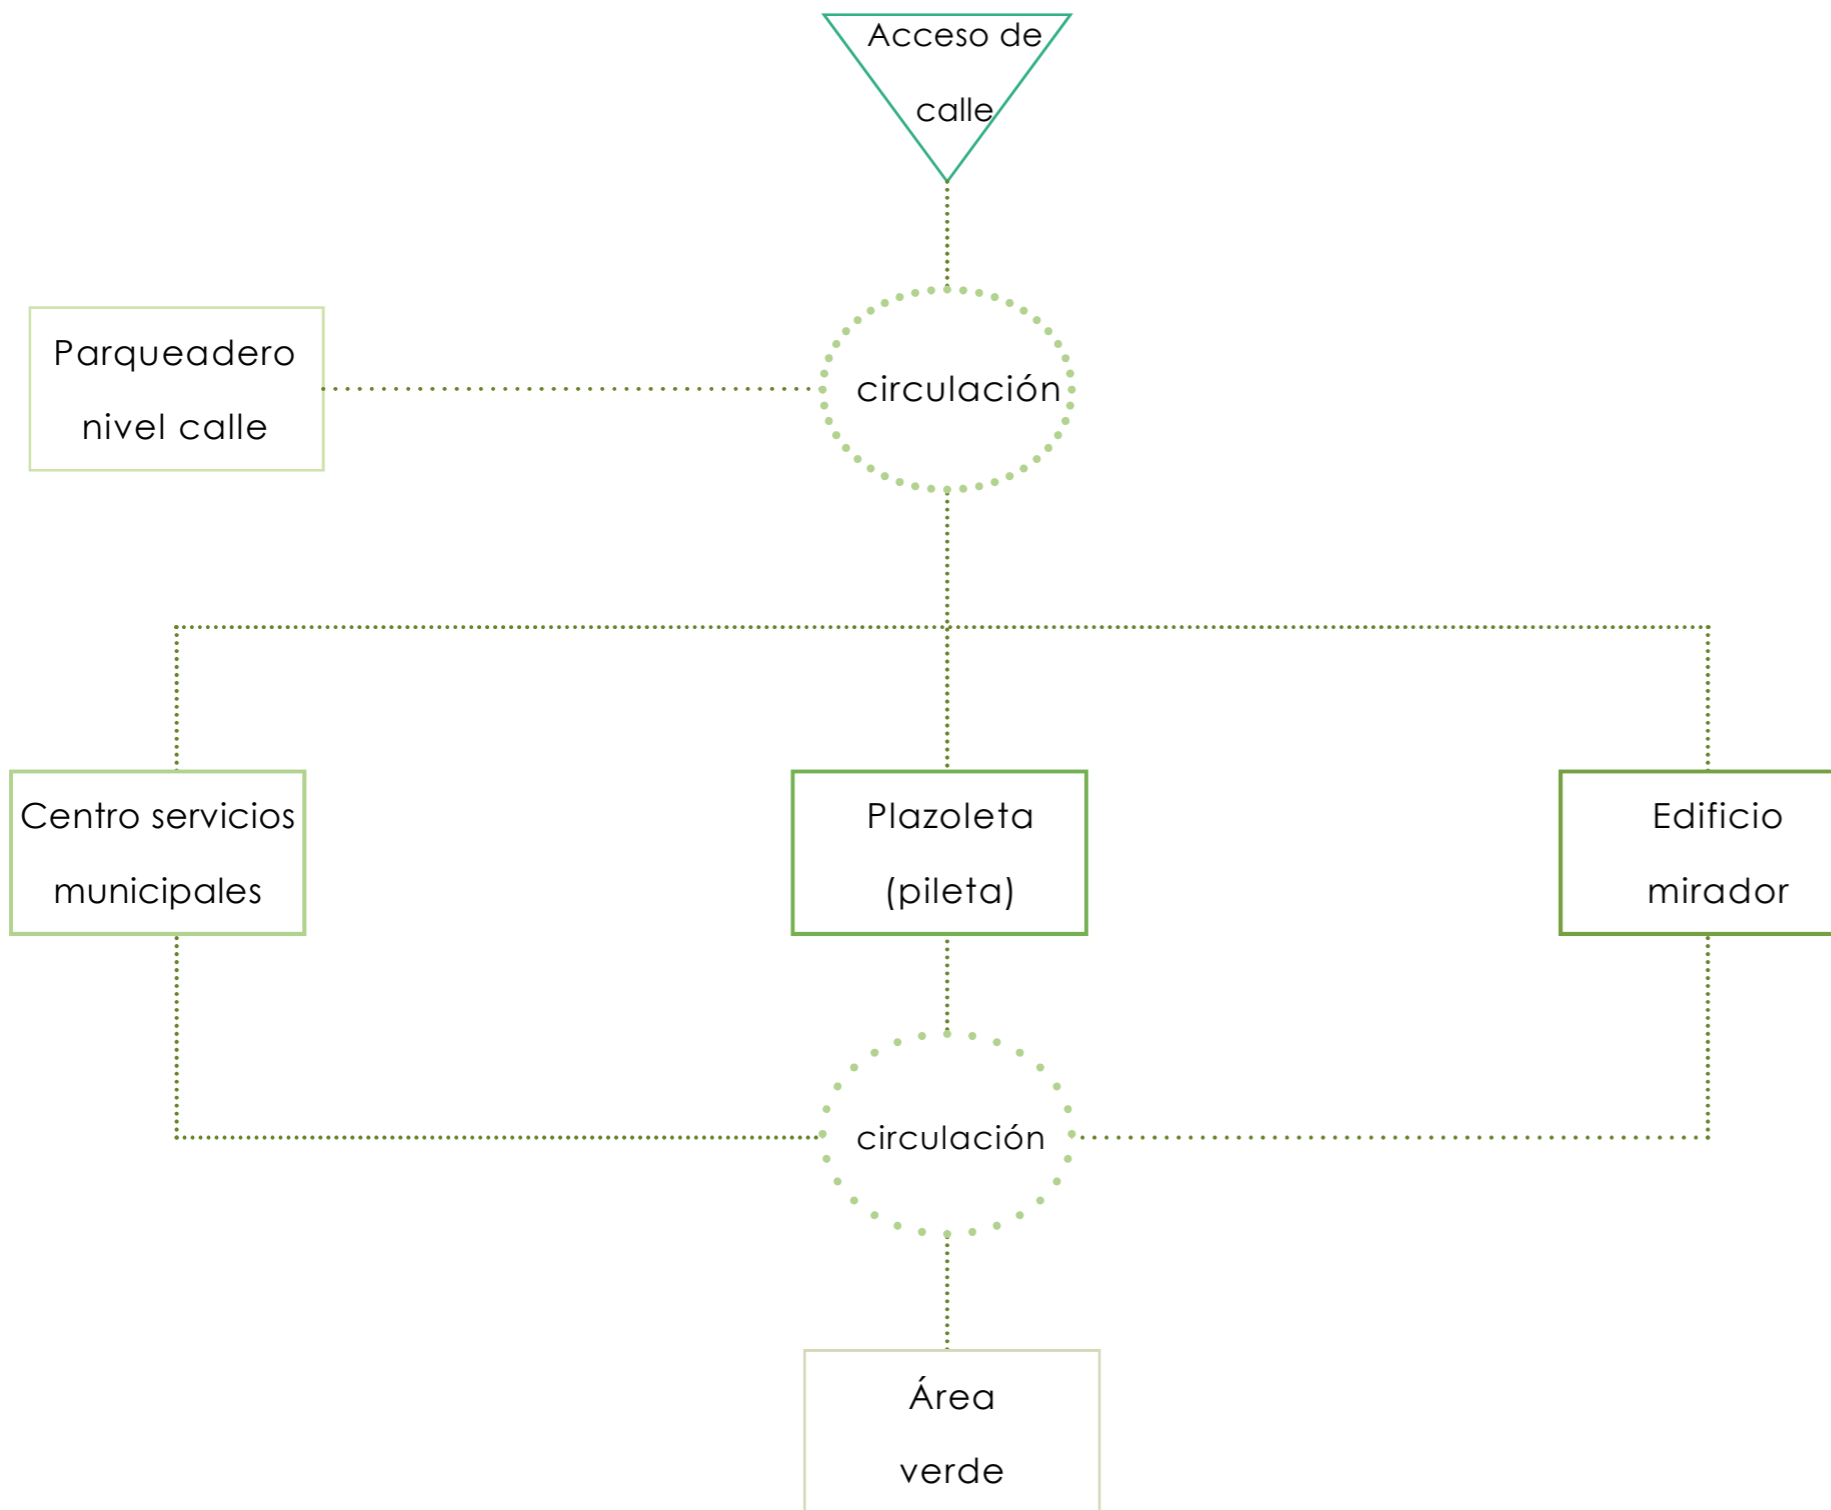 Acceso de
calle
Parqueadero
nivel calle
circulación
Centro servicios
municipales
Plazoleta
(pileta)
Edificio
mirador
circulación
Área
verde